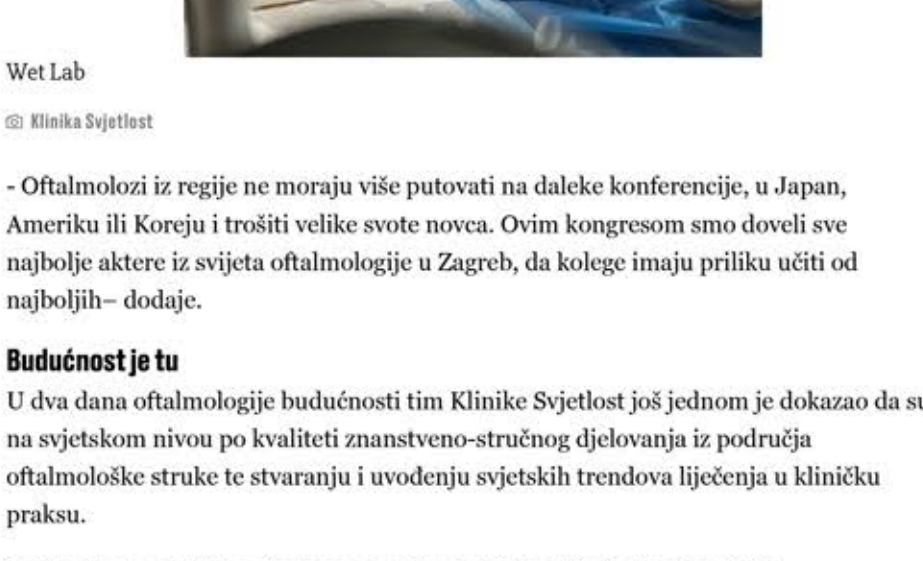 Wet Lab
Klinika Svjetlost
- Oftalmolozi iz regije ne moraju više putovati na daleke konferencije, u Japan,
Ameriku ili Koreju i trošiti velike svote novca. Ovim kongresom smo doveli sve
najbolje aktere iz svijeta oftalmologije u Zagreb, da kolege imaju priliku učiti od
najboljih– dodaje.
Budućnost je tu
U dva dana oftalmologije budućnosti tim Klinike Svjetlost još jednom je dokazao da su
na svjetskom nivou po kvaliteti znanstveno-stručnog djelovanja iz područja
oftalmološke struke te stvaranju i uvođenju svjetskih trendova liječenja u kliničku
praksu.